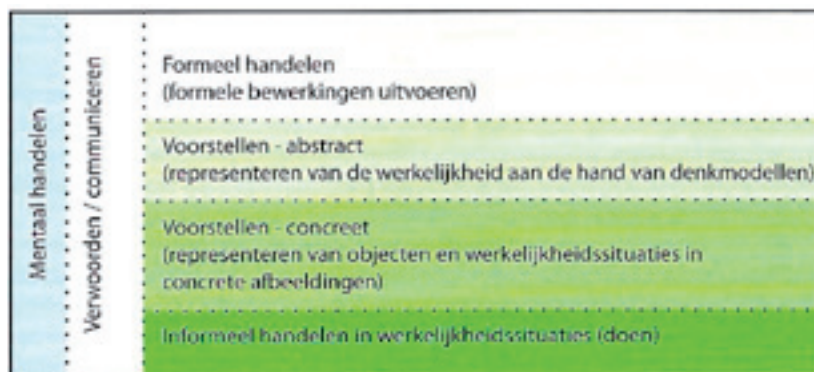 Mentaal handelen
Verwoorden / communiceren
Formeel handelen
(formele bewerkingen uitvoeren)
Voorstellen - abstract
(representeren van de werkelijkheid aan de hand van denkmodellen)
Voorstellen - concreet
(representeren van objecten en werkelijkheidssituaties in
concrete afbeeldingen)
Informeel handelen in werkelijkheidssituaties (doen)